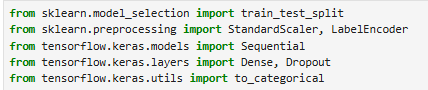 from sklearn.model_selection import train_test_split
from sklearn.preprocessing import StandardScaler, LabelEncoder
from tensorflow.keras.models import Sequential
from tensorflow.keras.layers import Dense, Dropout
from tensorflow.keras.utils import to_categorical